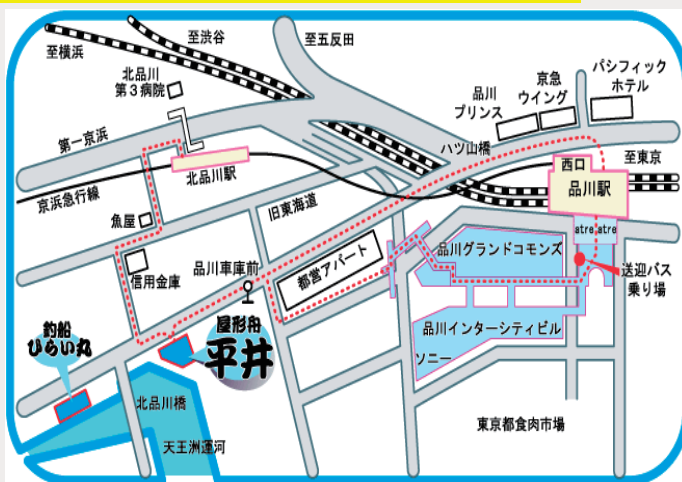 至渋谷
至五反田
至横浜
北品川
第3病院
品川
プリンス
京急
ウイング
パシフィック
ホテル
第一京浜
ハツ山橋
西口
至東京
北品川駅
品川駅
京浜急行線
旧東海道
魚屋
atre
atre
品川グランドコモンズ
送迎バス
乗り場
信用金庫
品川車庫前
都営アパート
釣船
ひらい丸
屋形舟
平井
品川インターシティビル
ソニー
北品川橋
東京都食肉市場
天王洲運河